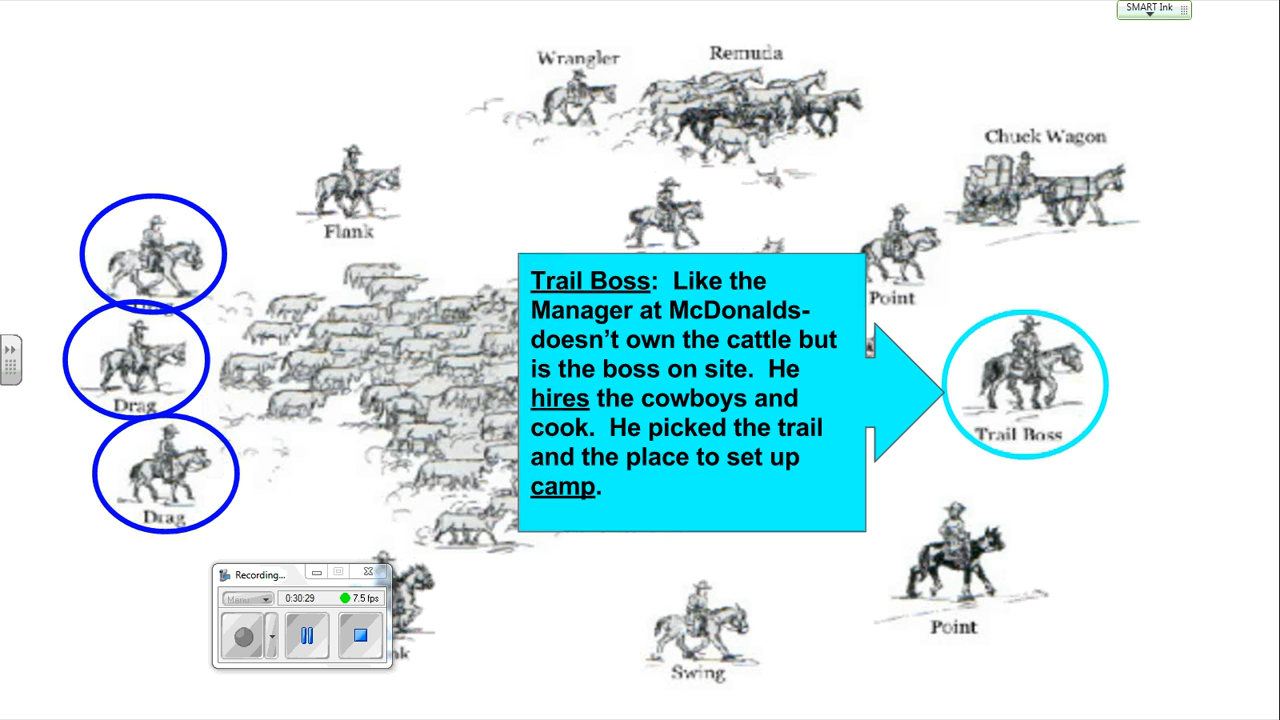 SMART Ink
Wrangler
Remuda
Chuck Wagon
Flank
Point
Trail Boss: Like the
Manager at McDonalds-
doesn't own the cattle but
is the boss on site. He
hires the cowboys and
cook. He picked the trail
and the place to set up
camp.
Drag
Trail Boss
Drag
Recording...
Menu
0:30:29
7.5 fps
Point
Swing